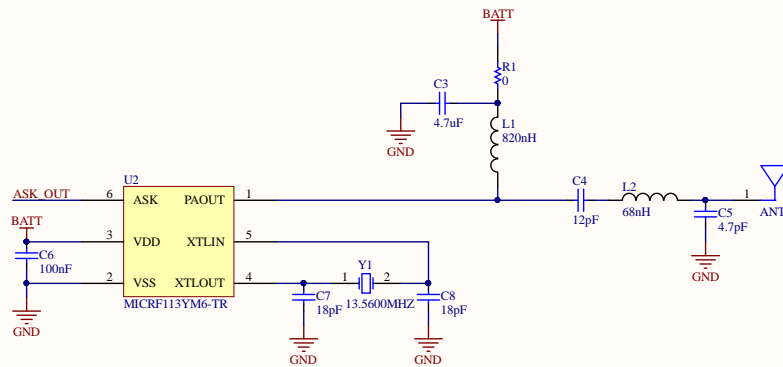 BATT
R1
0
C3
4.7uF
GND
L1
820nH
U2
ASK_OUT
6
ASK
PAOUT
1
C4
12pF
L2
68nH
1
ANT
C5
4.7pF
GND
BATT
3
VDD
XTLIN
5
C6
100nF
2
VSS
XTLOUT
4
Y1
1
2
13.5600MHZ
MICRF113YM6-TR
C7
18pF
C8
18pF
GND
GND
GND